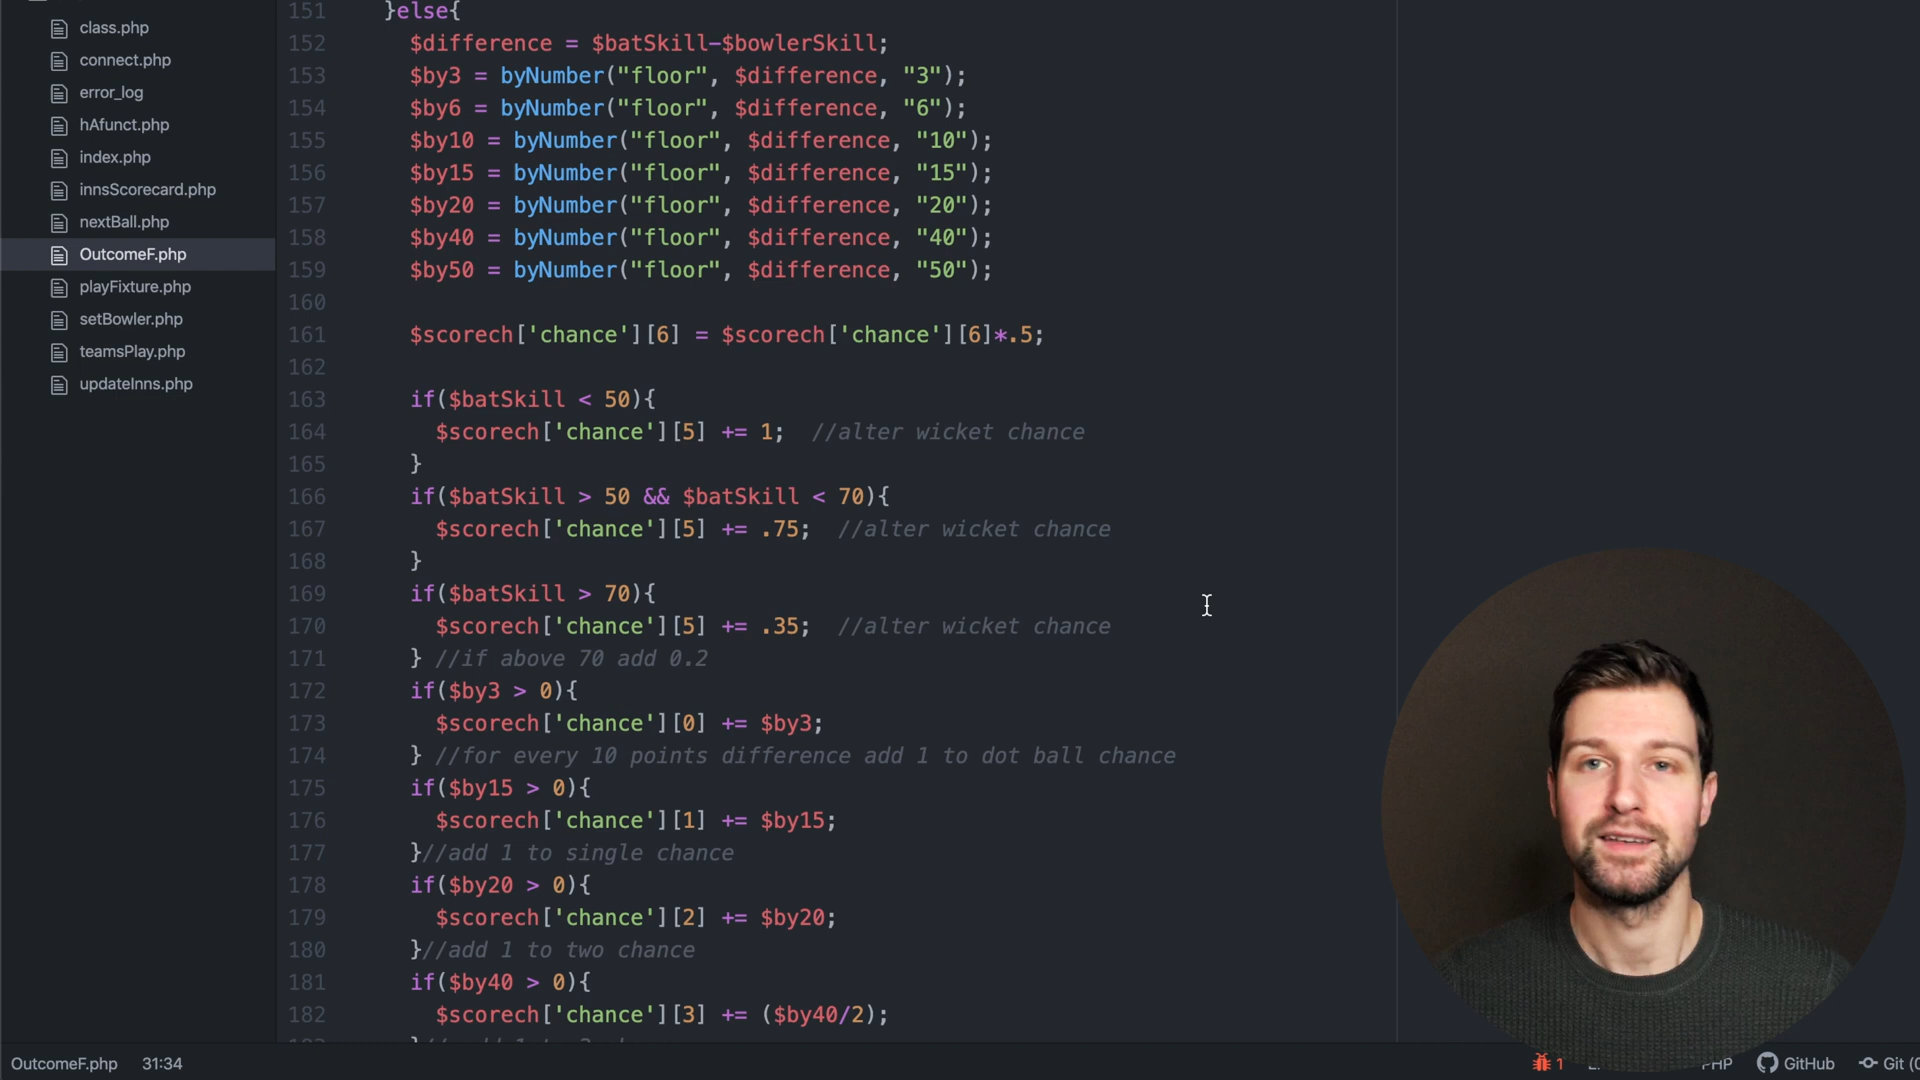 class.php
connect.php
error_log
hAfunct.php
index.php
innsScorecard.php
nextBall.php
OutcomeF.php
playFixture.php
setBowler.php
teamsPlay.php
updateInns.php
151 }else{
152 $difference = $batSkill-$bowlerSkill;
153 $by3 = byNumber("floor", $difference, "3");
154 $by6 = byNumber("floor", $difference, "6");
155 $by10 = byNumber("floor", $difference, "10");
156 $by15 = byNumber("floor", $difference, "15");
157 $by20 = byNumber("floor", $difference, "20");
158 $by40 = byNumber("floor", $difference, "40");
159 $by50 = byNumber("floor", $difference, "50");
160
161 $scorech['chance'][6] = $scorech['chance'][6]*.5;
162
163 if($batSkill < 50){
164 $scorech['chance'][5] += 1; //alter wicket chance
165 }
166 if($batSkill > 50 && $batSkill < 70){
167 $scorech['chance'][5] += .75; //alter wicket chance
168 }
169 if($batSkill > 70){
170 $scorech['chance'][5] += .35; //alter wicket chance
171 } //if above 70 add 0.2
172 if($by3 > 0){
173 $scorech['chance'][0] += $by3;
174 } //for every 10 points difference add 1 to dot ball chance
175 if($by15 > 0){
176 $scorech['chance'][1] += $by15;
177 }//add 1 to single chance
178 if($by20 > 0){
179 $scorech['chance'][2] += $by20;
180 }//add 1 to two chance
181 if($by40 > 0){
182 $scorech['chance'][3] += ($by40/2);
OutcomeF.php 31:34 1 PHP GitHub Git (0